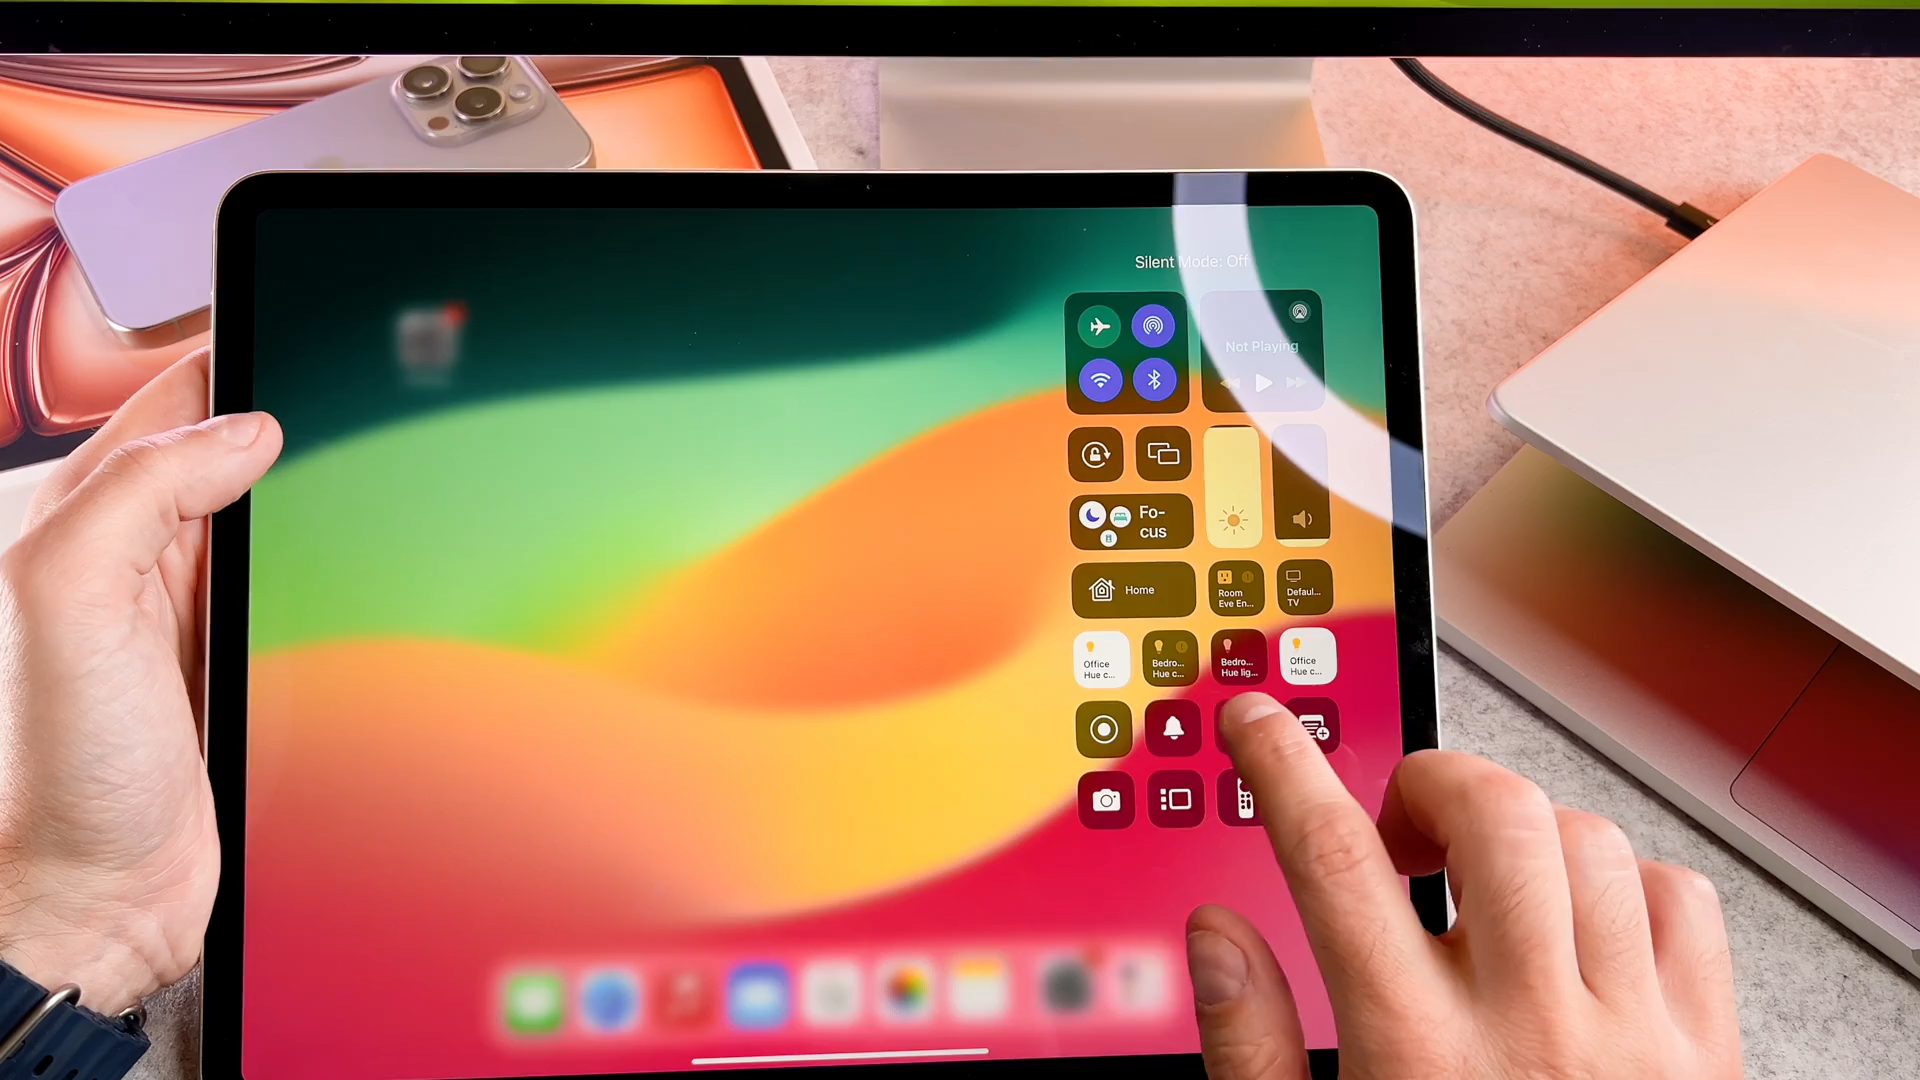 Silent Mode: Off
Not Playing
Fo-
cus
Home
Room
Eve En...
Defaul...
TV
Office
Hue c...
Bedro...
Hue c...
Bedro...
Hue lig...
Office
Hue c...